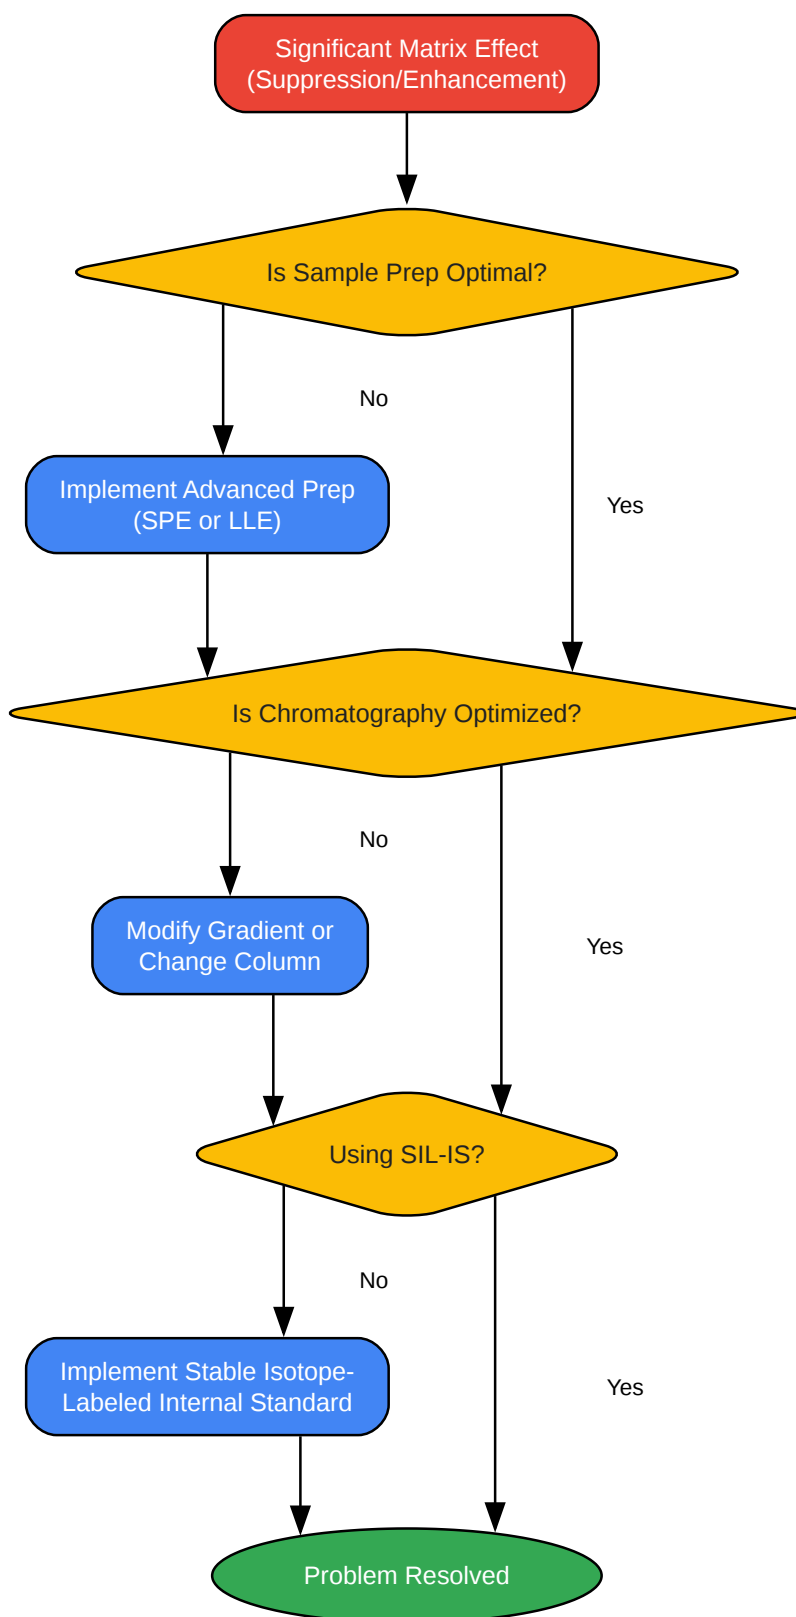 Significant Matrix Effect
(Suppression/Enhancement)
Is Sample Prep Optimal?
No
Implement Advanced Prep
(SPE or LLE)
Yes
Is Chromatography Optimized?
No
Modify Gradient or
Change Column
Yes
Using SIL-IS?
No
Implement Stable Isotope-
Labeled Internal Standard
Yes
Problem Resolved